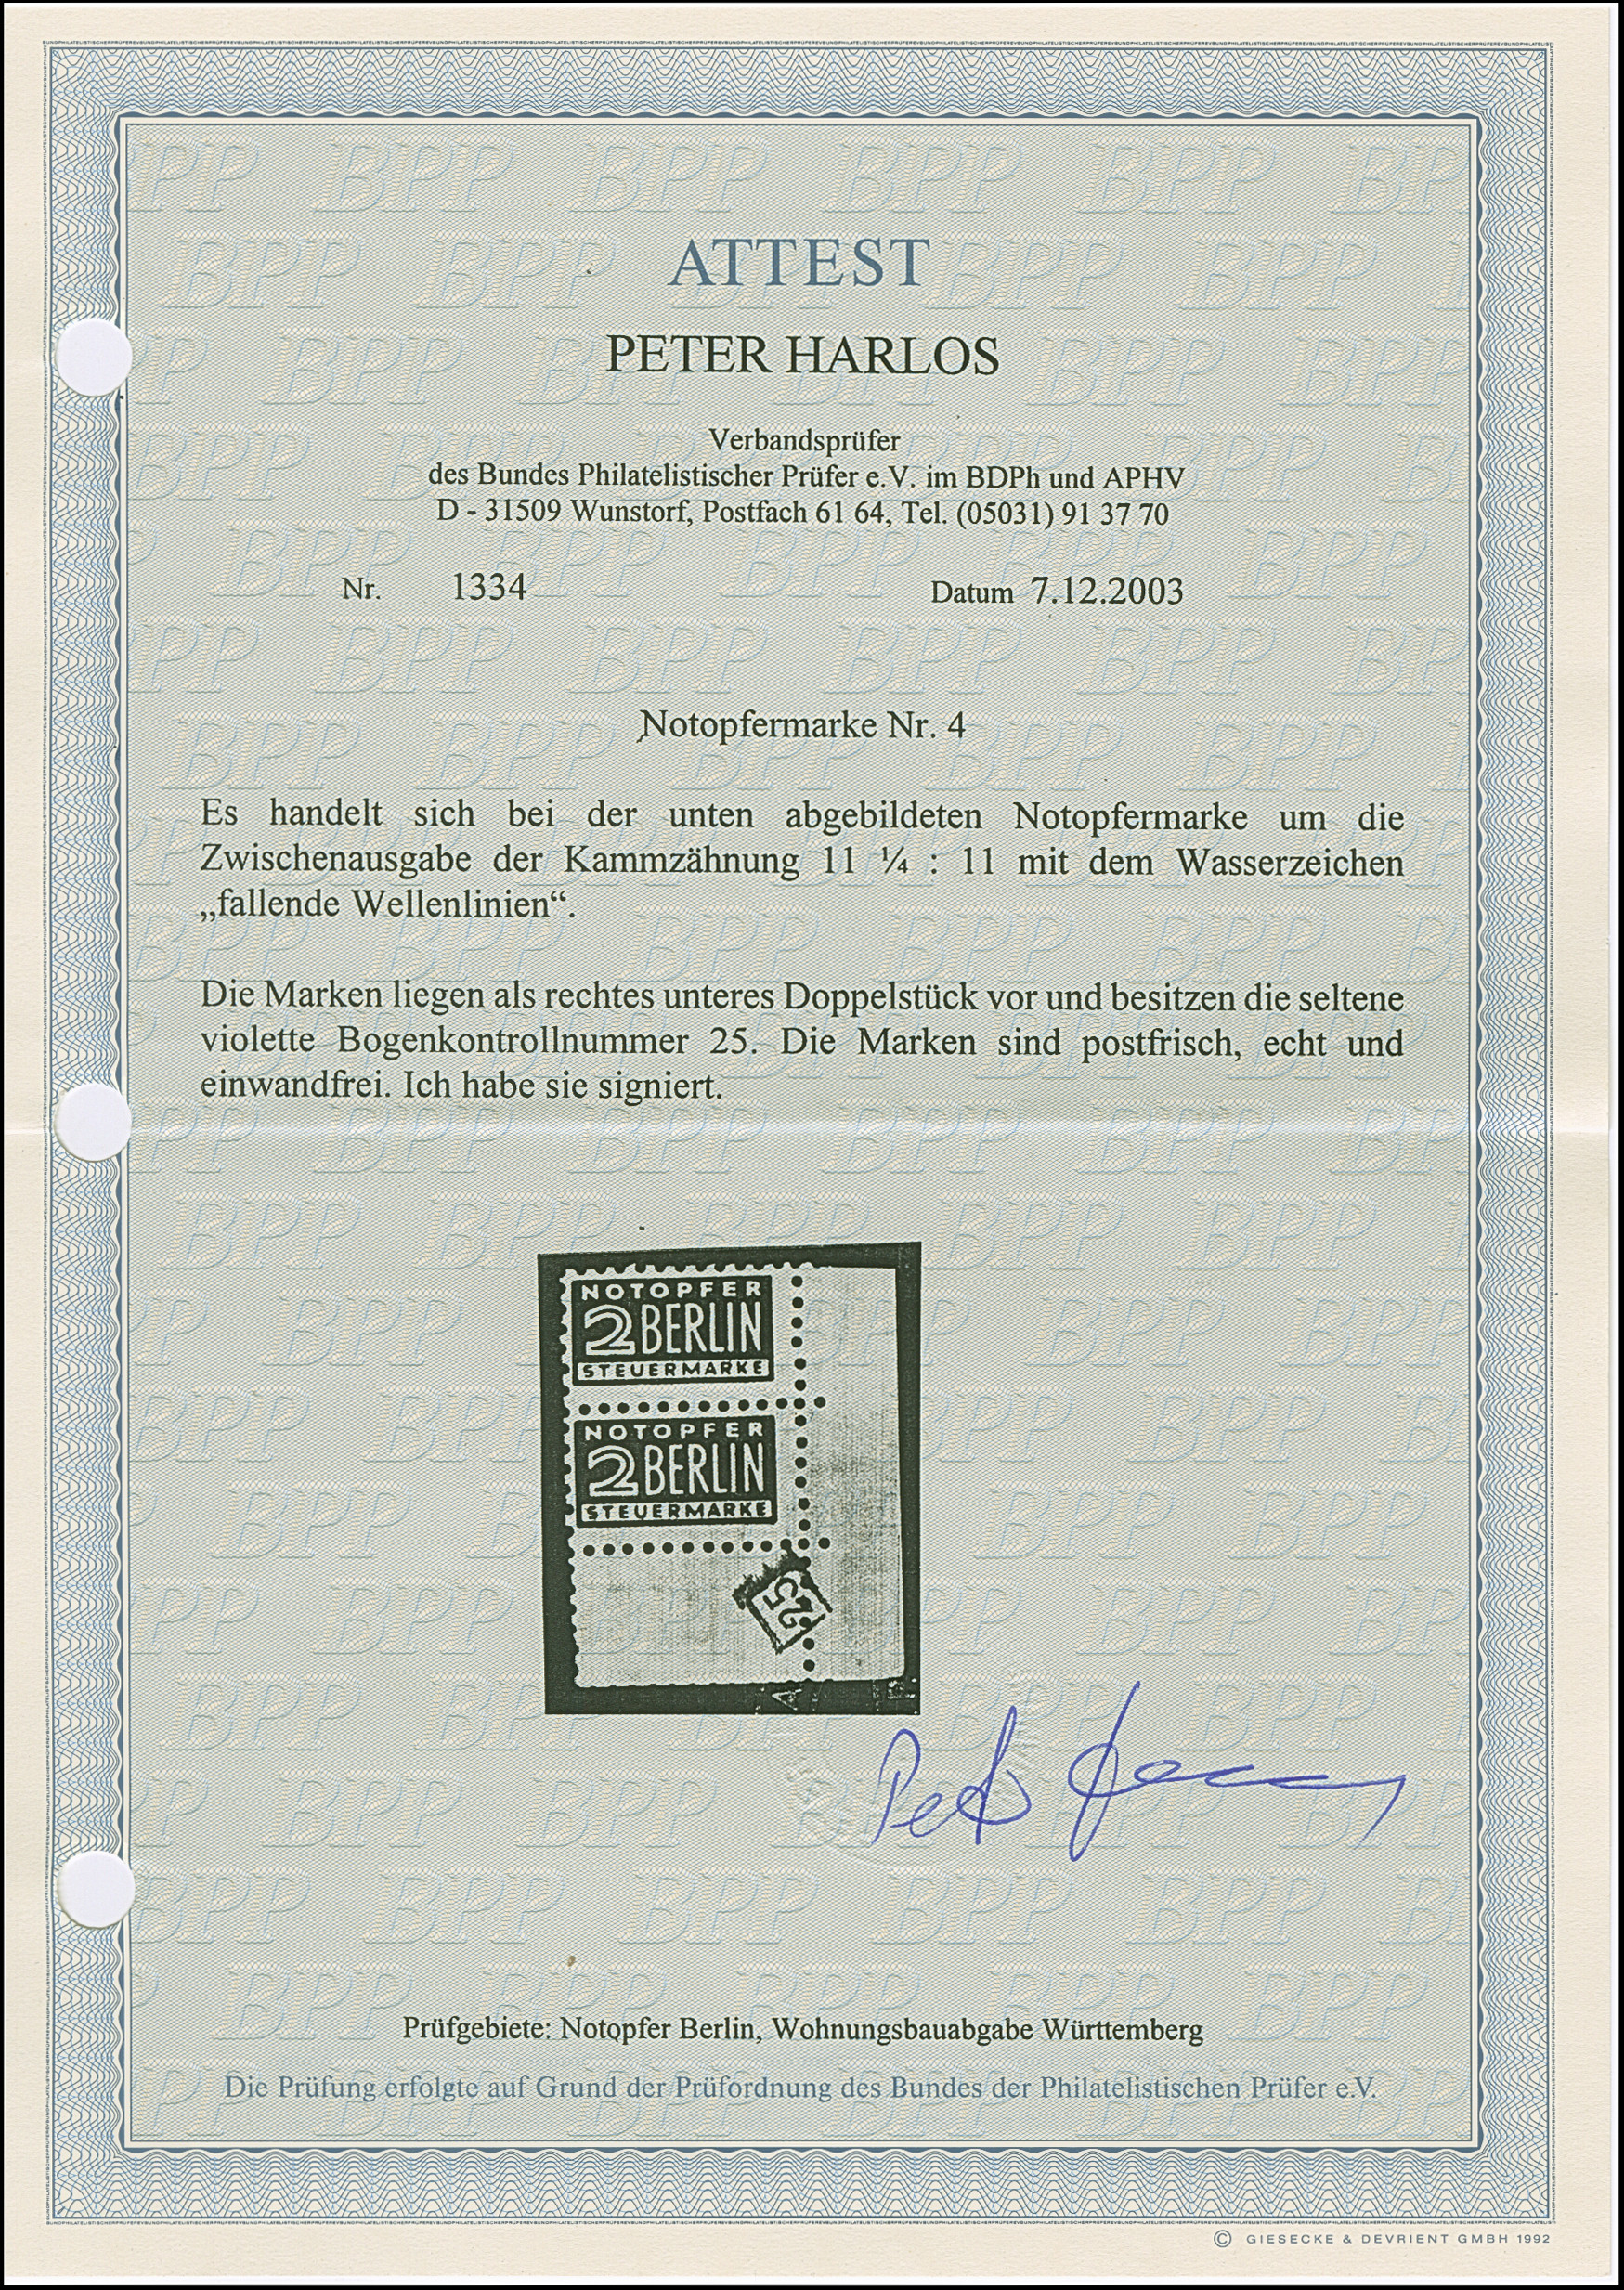 ATTEST
PETER HARLOS
Verbandsprüfer
des Bundes Philatelistischer Prüfer e.V. im BDPh und APHV
D - 31509 Wunstorf, Postfach 61 64, Tel. (05031) 91 37 70
Nr. 1334 Datum 7.12.2003
Notopfermarke Nr. 4
Es handelt sich bei der unten abgebildeten Notopfermarke um die
Zwischenausgabe der Kammzähnung 11 ¼ : 11 mit dem Wasserzeichen
„fallende Wellenlinien“.
Die Marken liegen als rechtes unteres Doppelstück vor und besitzen die seltene
violette Bogenkontrollnummer 25. Die Marken sind postfrisch, echt und
einwandfrei. Ich habe sie signiert.
NOTOPFER
2 BERLIN
STEUERMARKE
NOTOPFER
2 BERLIN
STEUERMARKE
25
Prüfgebiete: Notopfer Berlin, Wohnungsbauabgabe Württemberg
Die Prüfung erfolgte auf Grund der Prüfordnung des Bundes der Philatelistischen Prüfer e.V.
© GIESECKE & DEVRIENT GMBH 1992